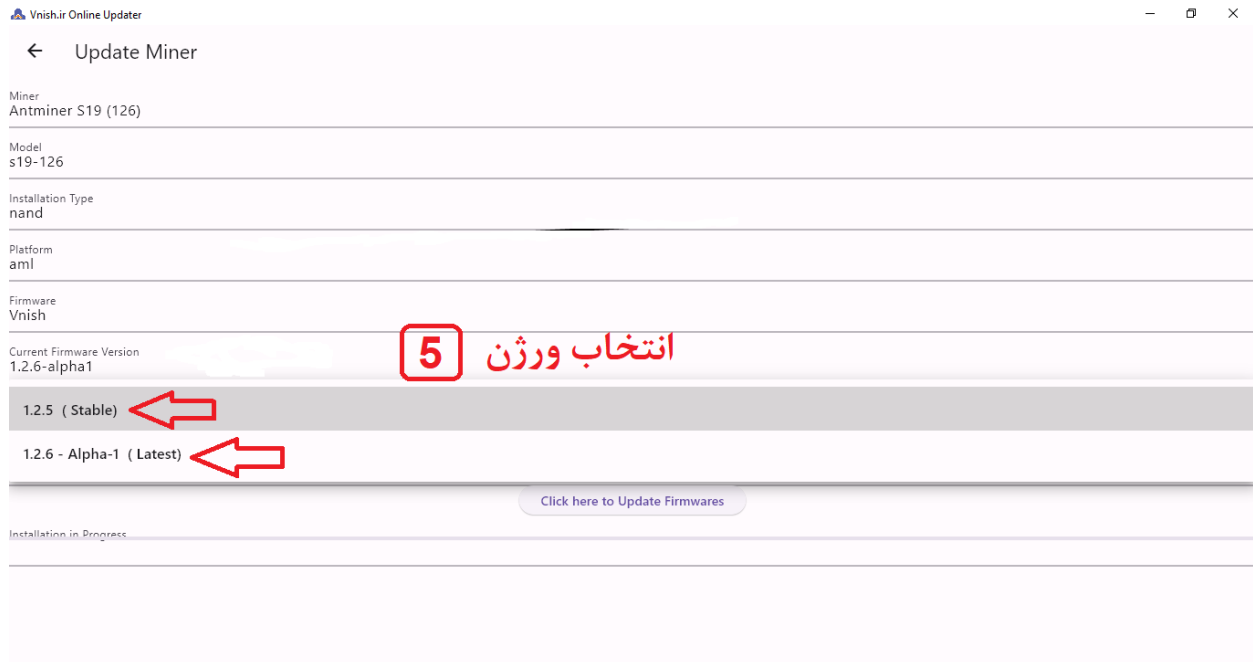 Vnish.ir Online Updater
Update Miner
Miner
Antminer S19 (126)
Model
s19-126
Installation Type
nand
Platform
aml
Firmware
Vnish
انتخاب ورژن 5
Current Firmware Version
1.2.6-alpha1
1.2.5 ( Stable)
1.2.6 - Alpha-1 ( Latest)
Click here to Update Firmwares
Installation in Progress